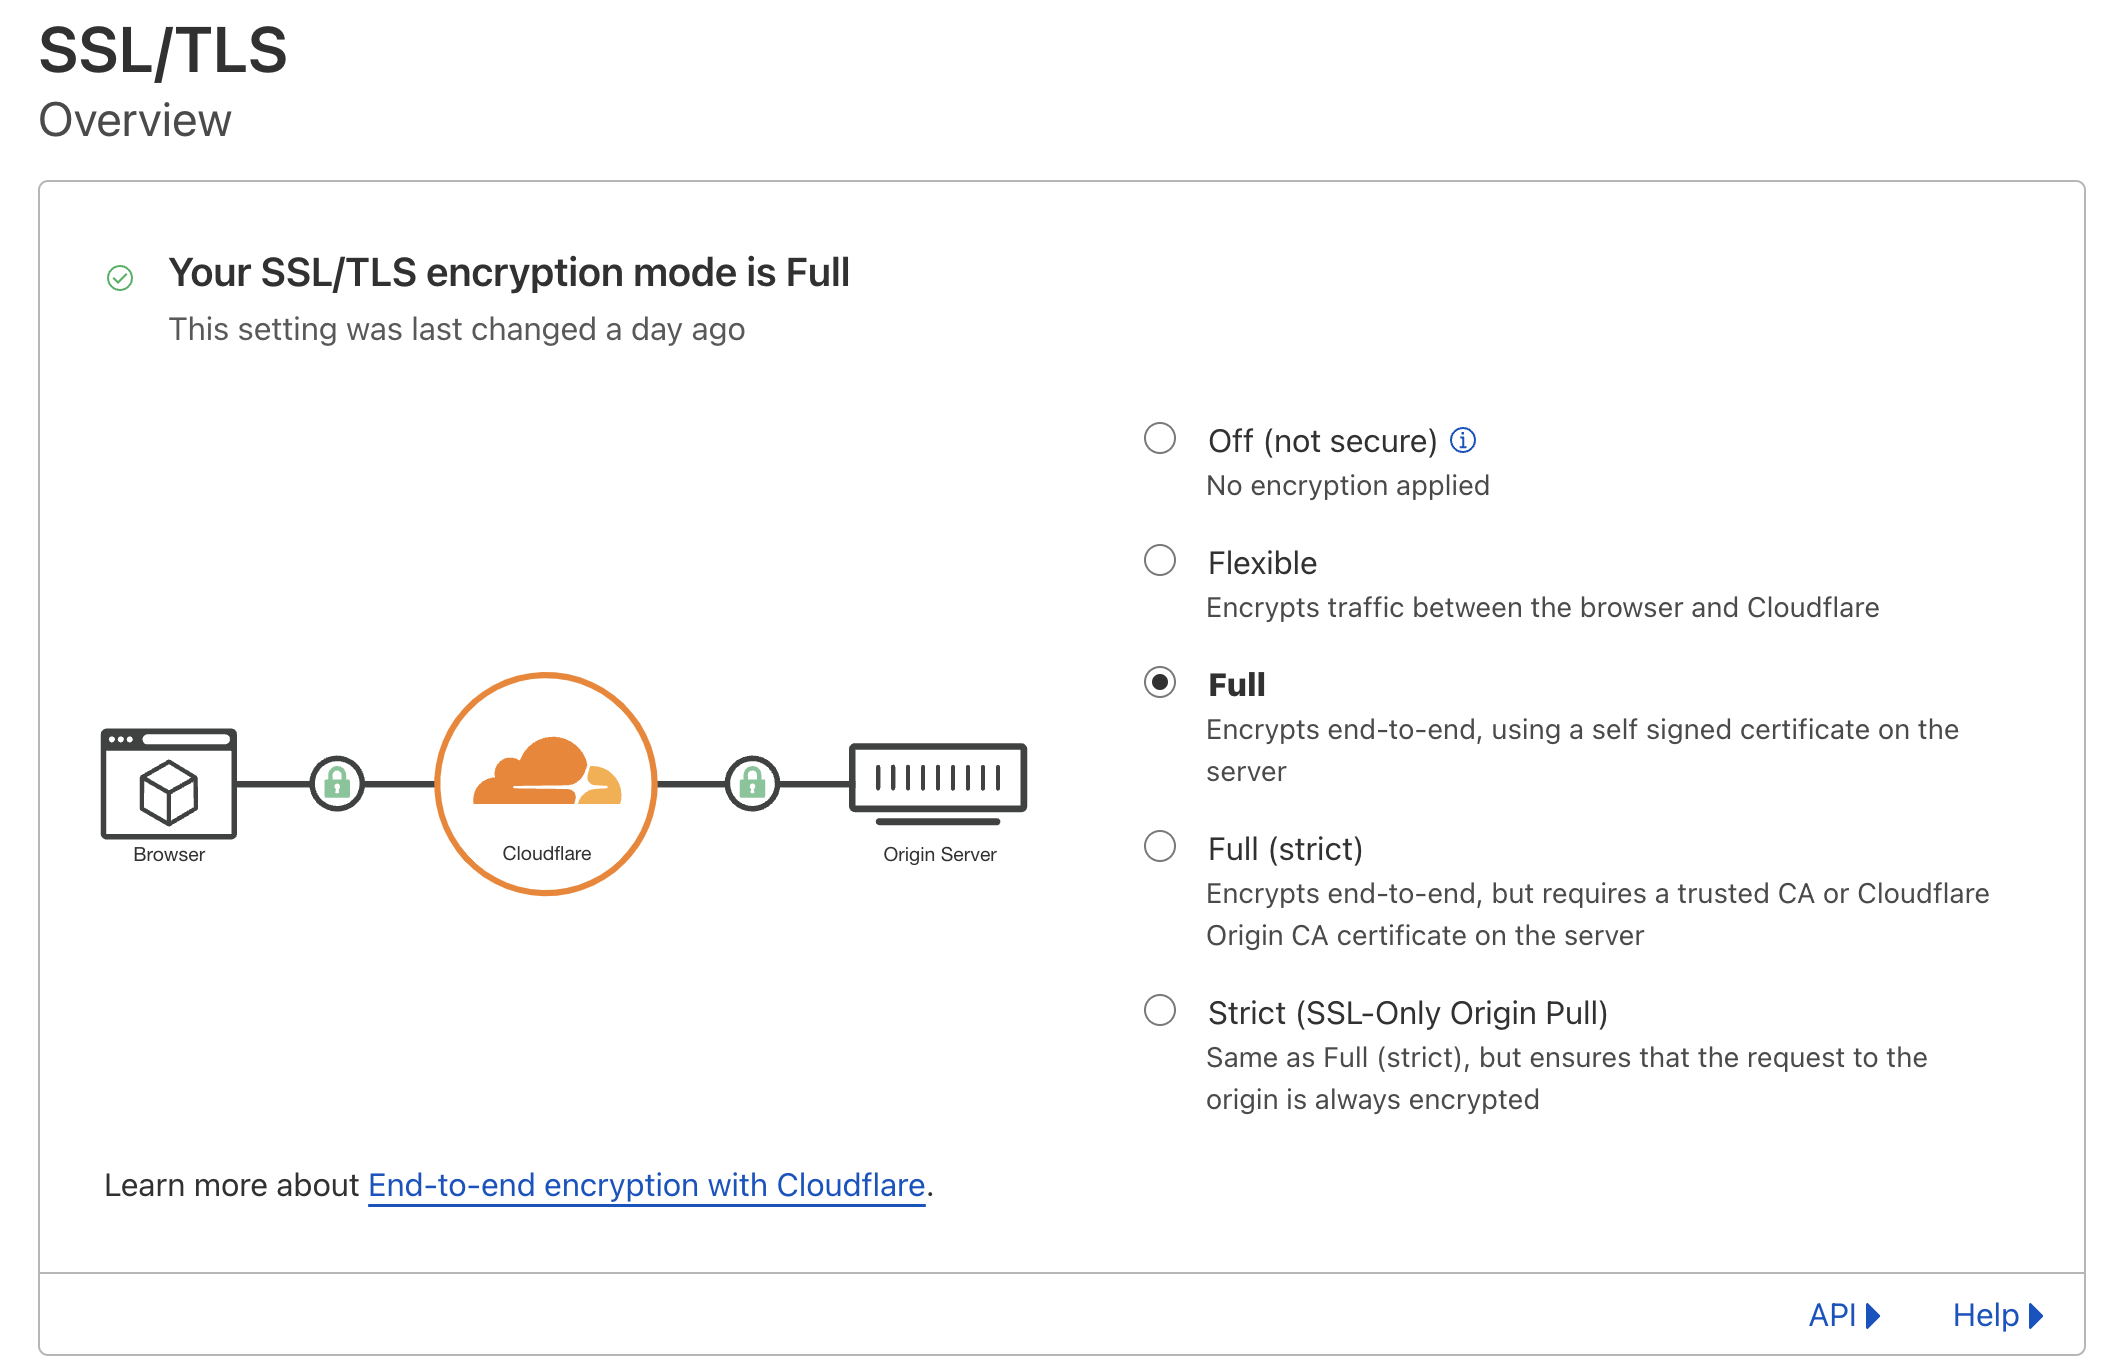 SSL/TLS
Overview
Your SSL/TLS encryption mode is Full
This setting was last changed a day ago
Browser
Cloudflare
Origin Server
Off (not secure)
No encryption applied
Flexible
Encrypts traffic between the browser and Cloudflare
Full
Encrypts end-to-end, using a self signed certificate on the
server
Full (strict)
Encrypts end-to-end, but requires a trusted CA or Cloudflare
Origin CA certificate on the server
Strict (SSL-Only Origin Pull)
Same as Full (strict), but ensures that the request to the
origin is always encrypted
Learn more about End-to-end encryption with Cloudflare.
API
Help